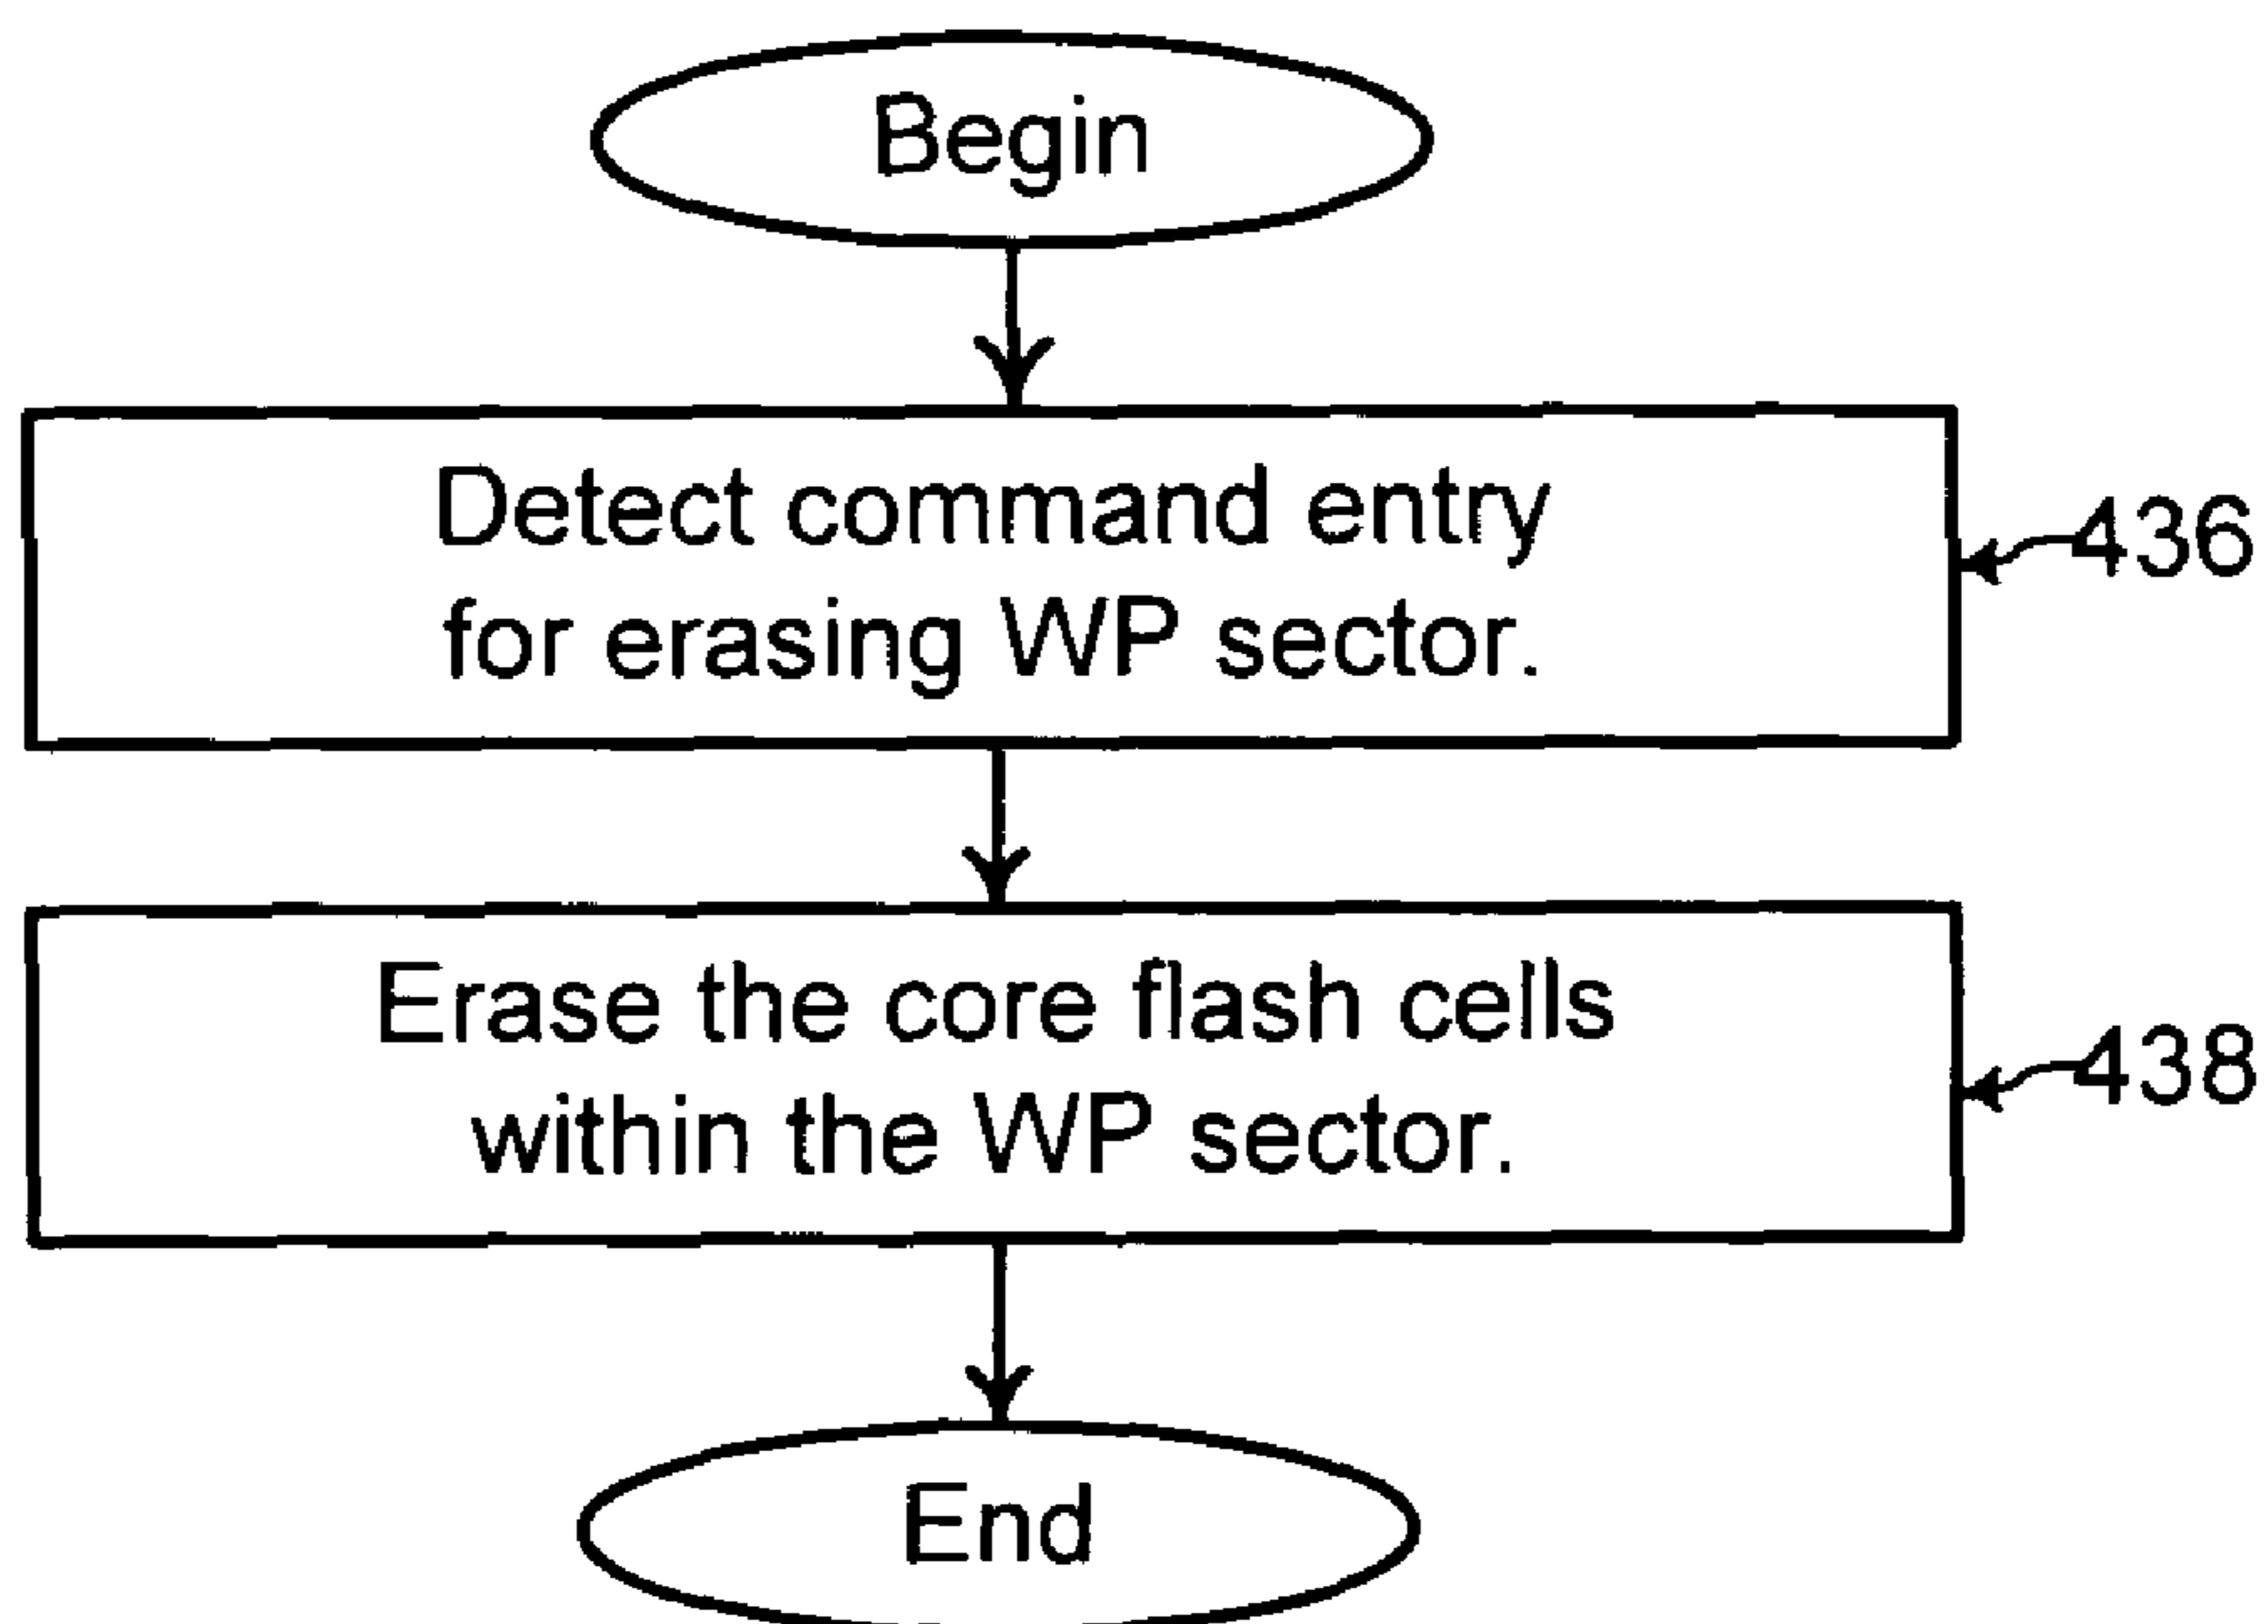 Begin
Detect command entry
for erasing WP sector.
436
Erase the core flash cells
within the WP sector.
438
End